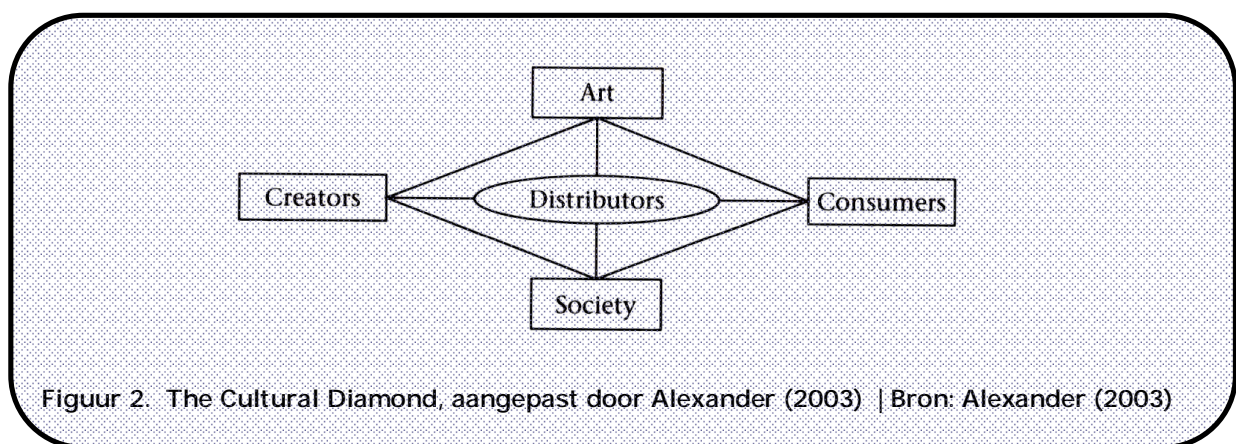 Art
Creators Distributors Consumers
Society
Figuur 2. The Cultural Diamond, aangepast door Alexander (2003) | Bron: Alexander (2003)